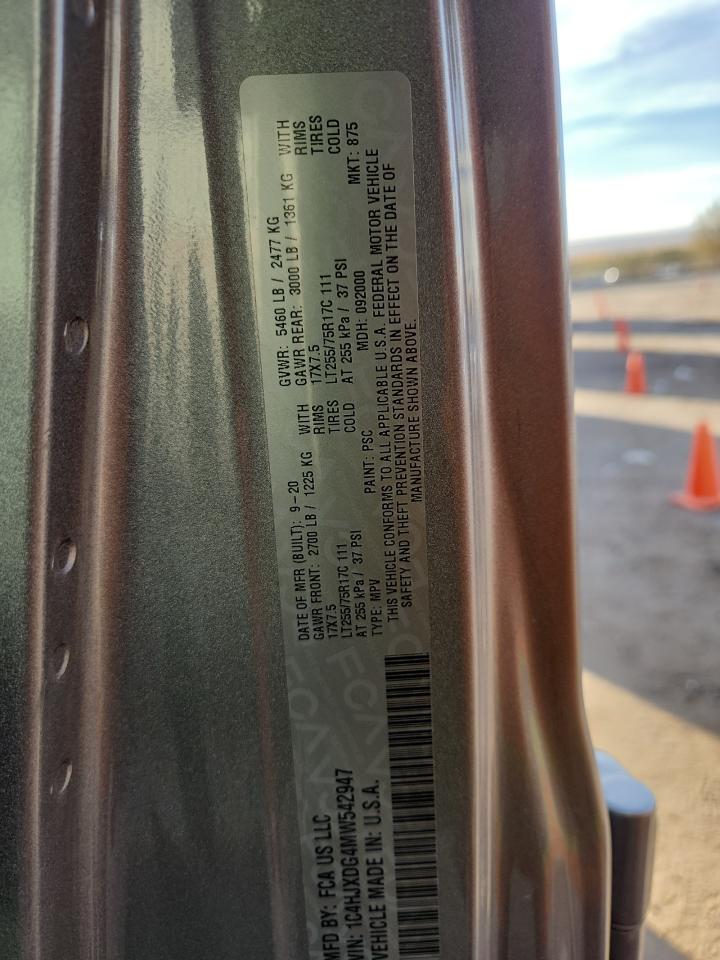 MFD BY: FCA US LLC
VIN: 1C4HJXDG4MW542947
VEHICLE MADE IN: U.S.A.
DATE OF MFR (BUILT): 9-20
GAWR FRONT: 2700 LB / 1225 KG WITH
17X7.5 RIMS
LT255/75R17C 111 TIRES
AT 255 kPa / 37 PSI COLD
GVWR: 5460 LB / 2477 KG
GAWR REAR: 3000 LB / 1361 KG WITH
17X7.5 RIMS
LT255/75R17C 111 TIRES
AT 255 kPa / 37 PSI COLD
TYPE: MPV PAINT: PSC MDH: 092000 MKT: 875
THIS VEHICLE CONFORMS TO ALL APPLICABLE U.S.A. FEDERAL MOTOR VEHICLE
SAFETY AND THEFT PREVENTION STANDARDS IN EFFECT ON THE DATE OF
MANUFACTURE SHOWN ABOVE.